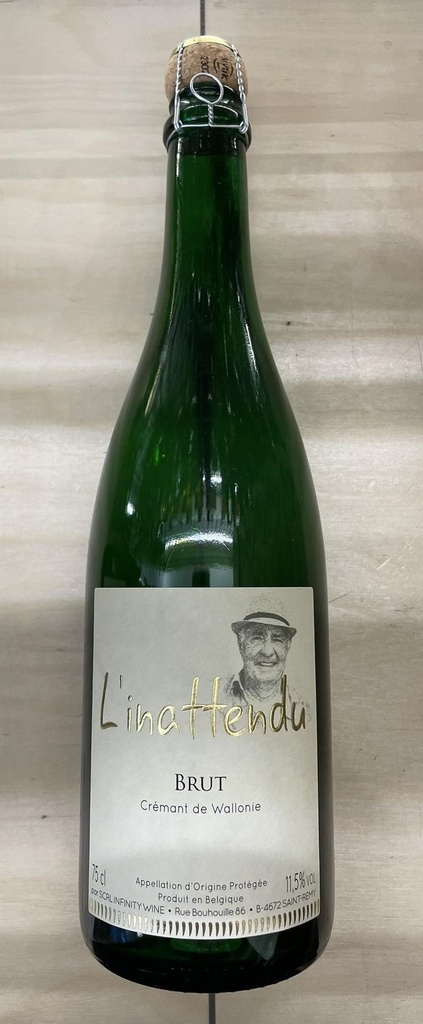 L'inattendu
BRUT
Crémant de Wallonie
75 cl
Appellation d'Origine Protégée
11,5% VOL
Produit en Belgique
par SCRL INFINITY WINE • Rue Bouhouille 86 • B-4672 SAINT-REMY